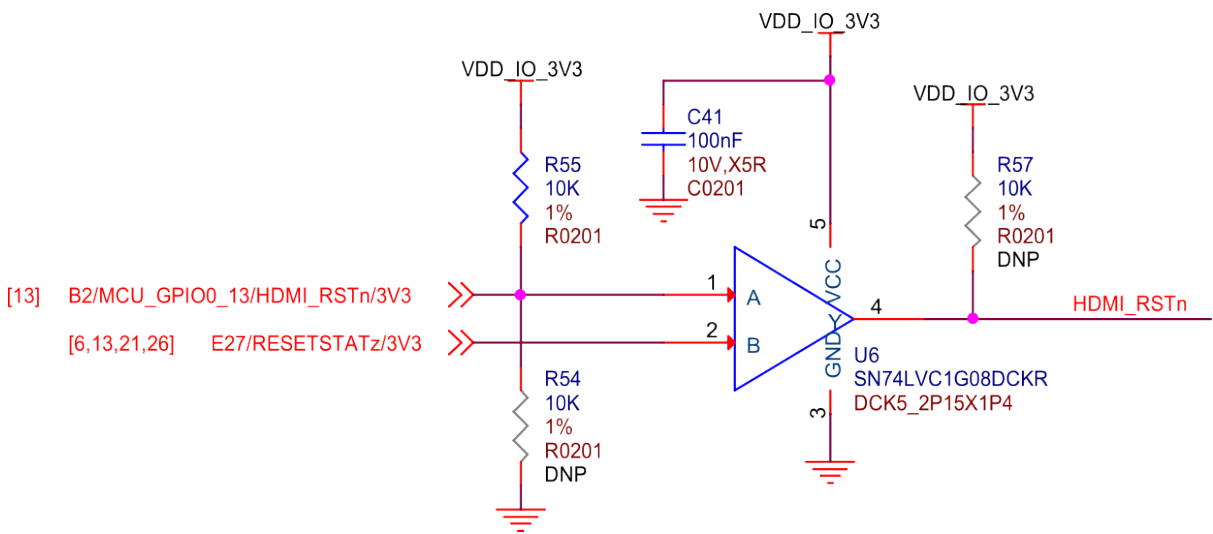 VDD_IO_3V3
VDD_IO_3V3
VDD_IO_3V3
C41
100nF
10V,X5R
C0201
R55
10K
1%
R0201
R57
10K
1%
R0201
DNP
5
VCC
[13] B2/MCU_GPIO0_13/HDMI_RSTn/3V3
1
A
4
Y
HDMI_RSTn
[6,13,21,26] E27/RESETSTATz/3V3
2
B
GND
3
U6
SN74LVC1G08DCKR
DCK5_2P15X1P4
R54
10K
1%
R0201
DNP